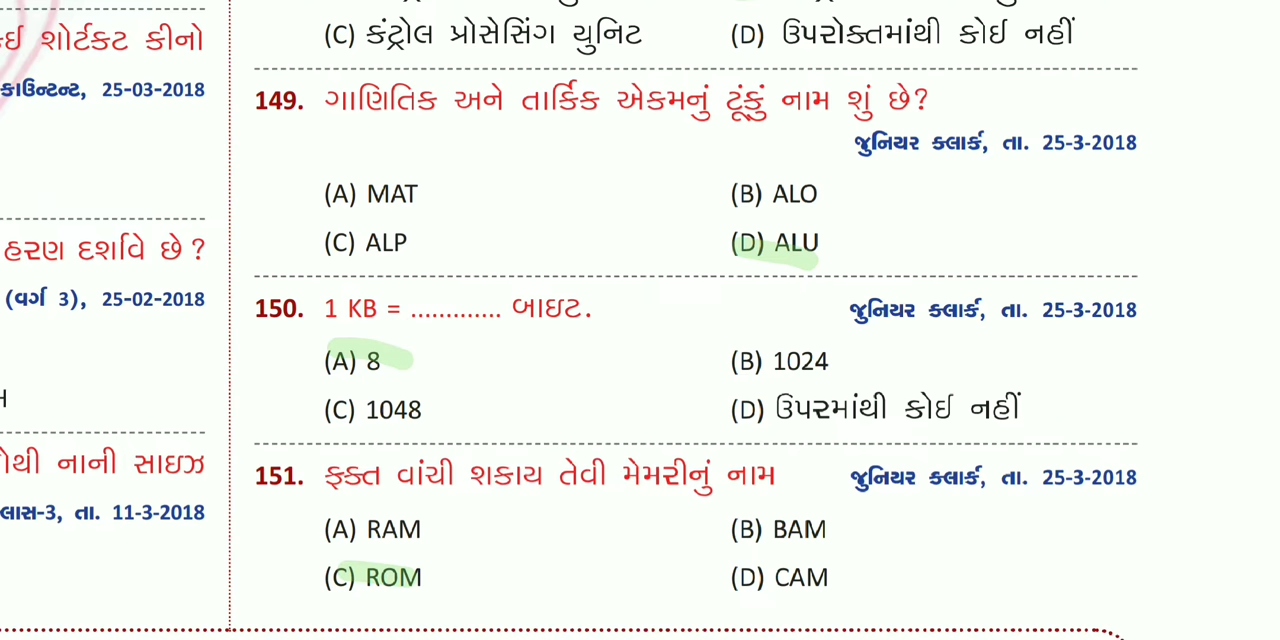 ઈ શોર્ટકટ કીનો
કાઉન્ટન્ટ, 25-03-2018
હરણ દર્શાવે છે ?
(વર્ગ 3), 25-02-2018
થી નાની સાઇઝ
લાસ-3, તા. 11-3-2018
(C) કંટ્રોલ પ્રોસેસિંગ યુનિટ (D) ઉપરોક્તમાંથી કોઈ નહીં
149. ગાણિતિક અને તાર્કિક એકમનું ટૂંકું નામ શું છે?
જુનિયર ક્લાર્ક, તા. 25-3-2018
(A) MAT (B) ALO
(C) ALP (D) ALU
150. 1 KB = ............. બાઇટ. જુનિયર ક્લાર્ક, તા. 25-3-2018
(A) 8 (B) 1024
(C) 1048 (D) ઉપરમાંથી કોઈ નહીં
151. ફક્ત વાંચી શકાય તેવી મેમરીનું નામ જુનિયર ક્લાર્ક, તા. 25-3-2018
(A) RAM (B) BAM
(C) ROM (D) CAM